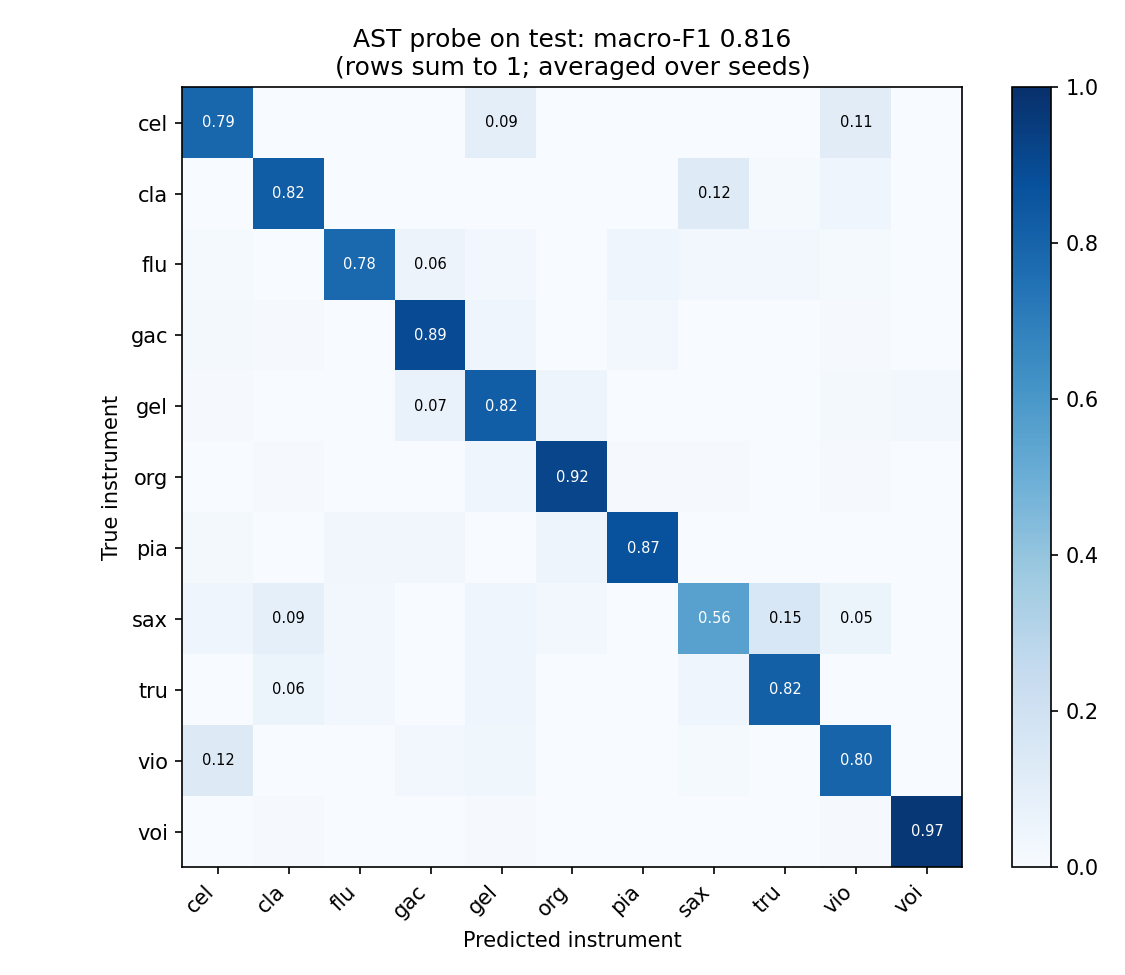 AST probe on test: macro-F1 0.816
(rows sum to 1; averaged over seeds)
True instrument
cel 0.79 0.09 0.11
cla 0.82 0.12
flu 0.78 0.06
gac 0.89
gel 0.07 0.82
org 0.92
pia 0.87
sax 0.09 0.56 0.15 0.05
tru 0.06 0.82
vio 0.12 0.80
voi 0.97
cel cla flu gac gel org pia sax tru vio voi
Predicted instrument
1.0
0.8
0.6
0.4
0.2
0.0